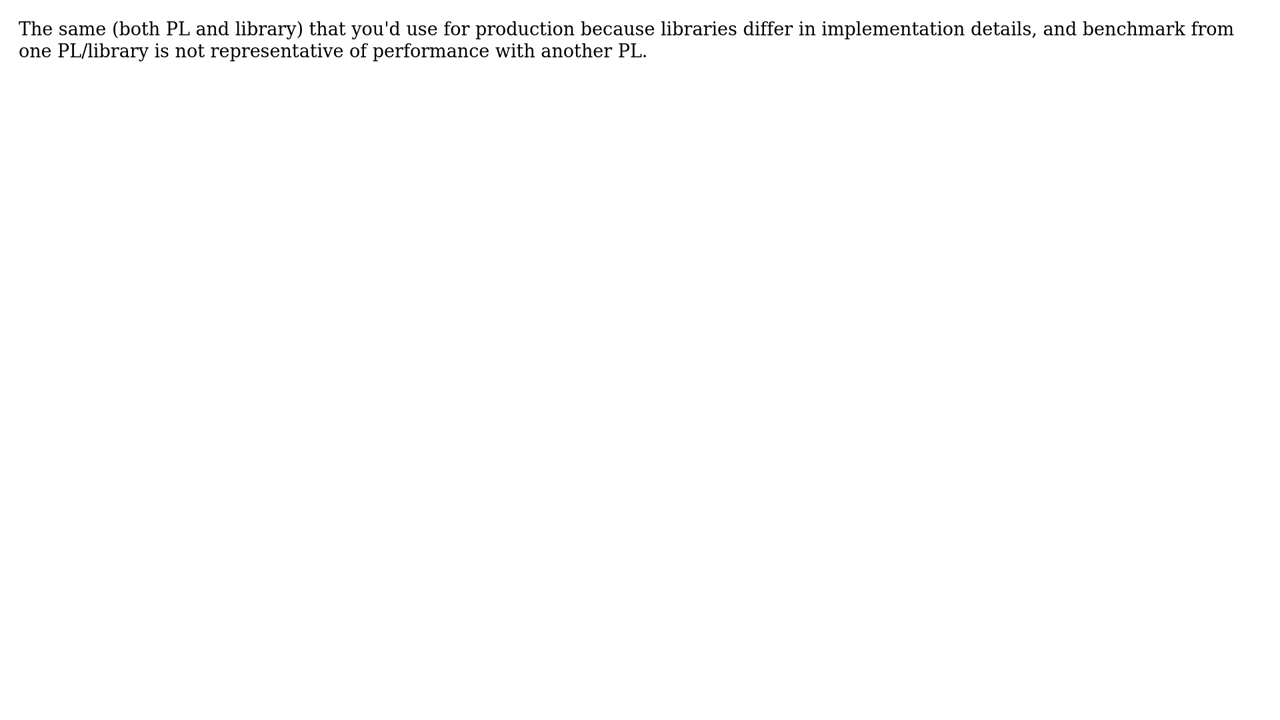 The same (both PL and library) that you'd use for production because libraries differ in implementation details, and benchmark from
one PL/library is not representative of performance with another PL.